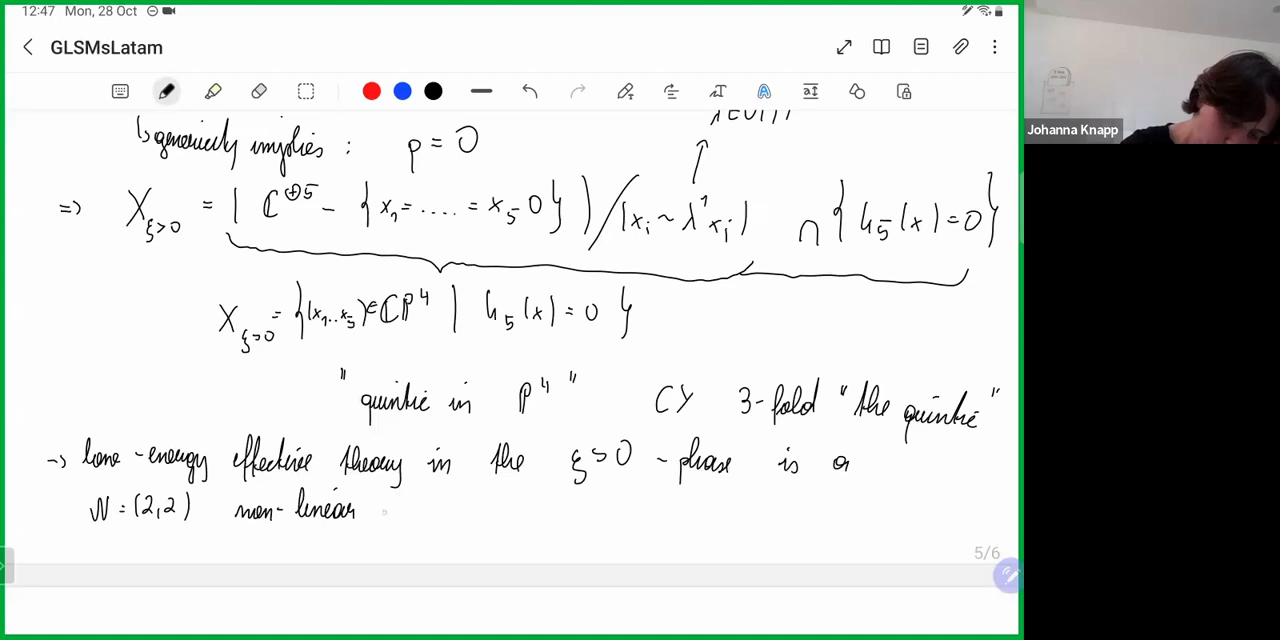 12:47 Mon, 28 Oct
GLSMsLatam
Johanna Knapp
↳ genericity implies : p = 0
=> X_{ξ>0} = ( ℂ^{⊕5} - { x_1 = .... = x_5 = 0 } ) / (x_i ~ λ^1 x_i) ∩ { G_5(x) = 0 }
X_{ξ>0} = { (x_1..x_5) ∈ ℂP^4 | G_5(x) = 0 }
"quintic in P^4" CY 3-fold "the quintic"
→ low-energy effective theory in the ξ>0 - phase is a
N = (2,2) non-linear
5/6